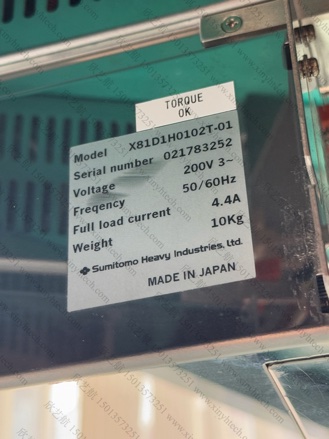 TORQUE
OK
Model X81D1H0102T-01
Serial number 021783252
Voltage 200V 3~
Freqency 50/60Hz
Full load current 4.4A
Weight 10Kg
Sumitomo Heavy Industries, Ltd.
MADE IN JAPAN